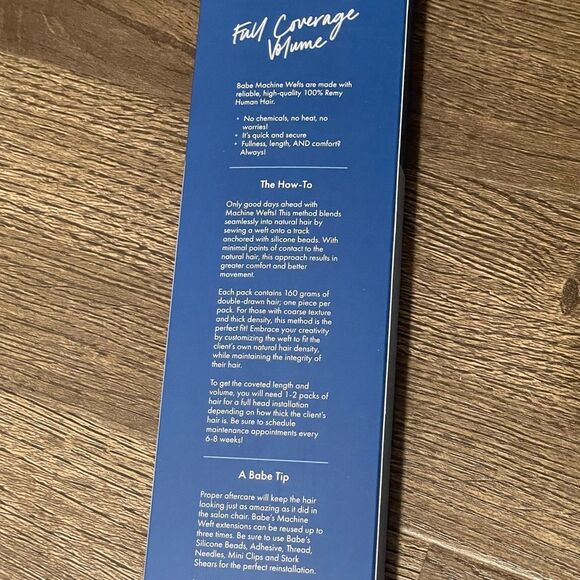 Full Coverage
Volume
Babe Machine Wefts are made with
reliable, high-quality 100% Remy
Human Hair.
• No chemicals, no heat, no
worries!
• It's quick and secure
• Fullness, length, AND comfort?
Always!
The How-To
Only good days ahead with
Machine Wefts! This method blends
seamlessly into natural hair by
sewing a weft onto a track
anchored with silicone beads. With
minimal points of contact to the
natural hair, this approach results in
greater comfort and better
movement.
Each pack contains 160 grams of
double-drawn hair; one piece per
pack. For those with coarse texture
and thick density, this method is the
perfect fit! Embrace your creativity
by customizing the weft to fit the
client's own natural hair density,
while maintaining the integrity of
their hair.
To get the coveted length and
volume, you will need 1-2 packs of
hair for a full head installation
depending on how thick the client's
hair is. Be sure to schedule
maintenance appointments every
6-8 weeks!
A Babe Tip
Proper aftercare will keep the hair
looking just as amazing as it did in
the salon chair. Babe's Machine
Weft extensions can be reused up to
three times. Be sure to use Babe's
Silicone Beads, Adhesive, Thread,
Needles, Mini Clips and Stork
Shears for the perfect reinstallation.